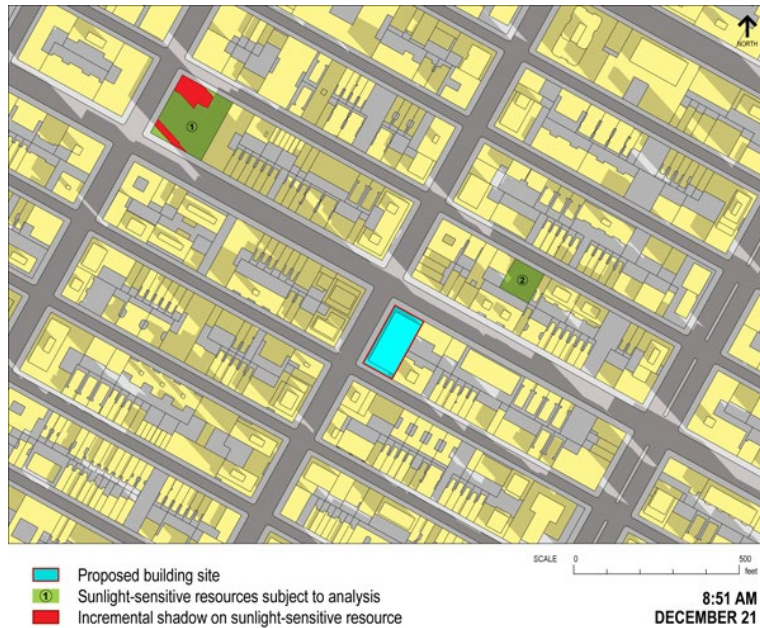 NORTH
①
②
Proposed building site
① Sunlight-sensitive resources subject to analysis
Incremental shadow on sunlight-sensitive resource
SCALE 0 500
feet
8:51 AM
DECEMBER 21